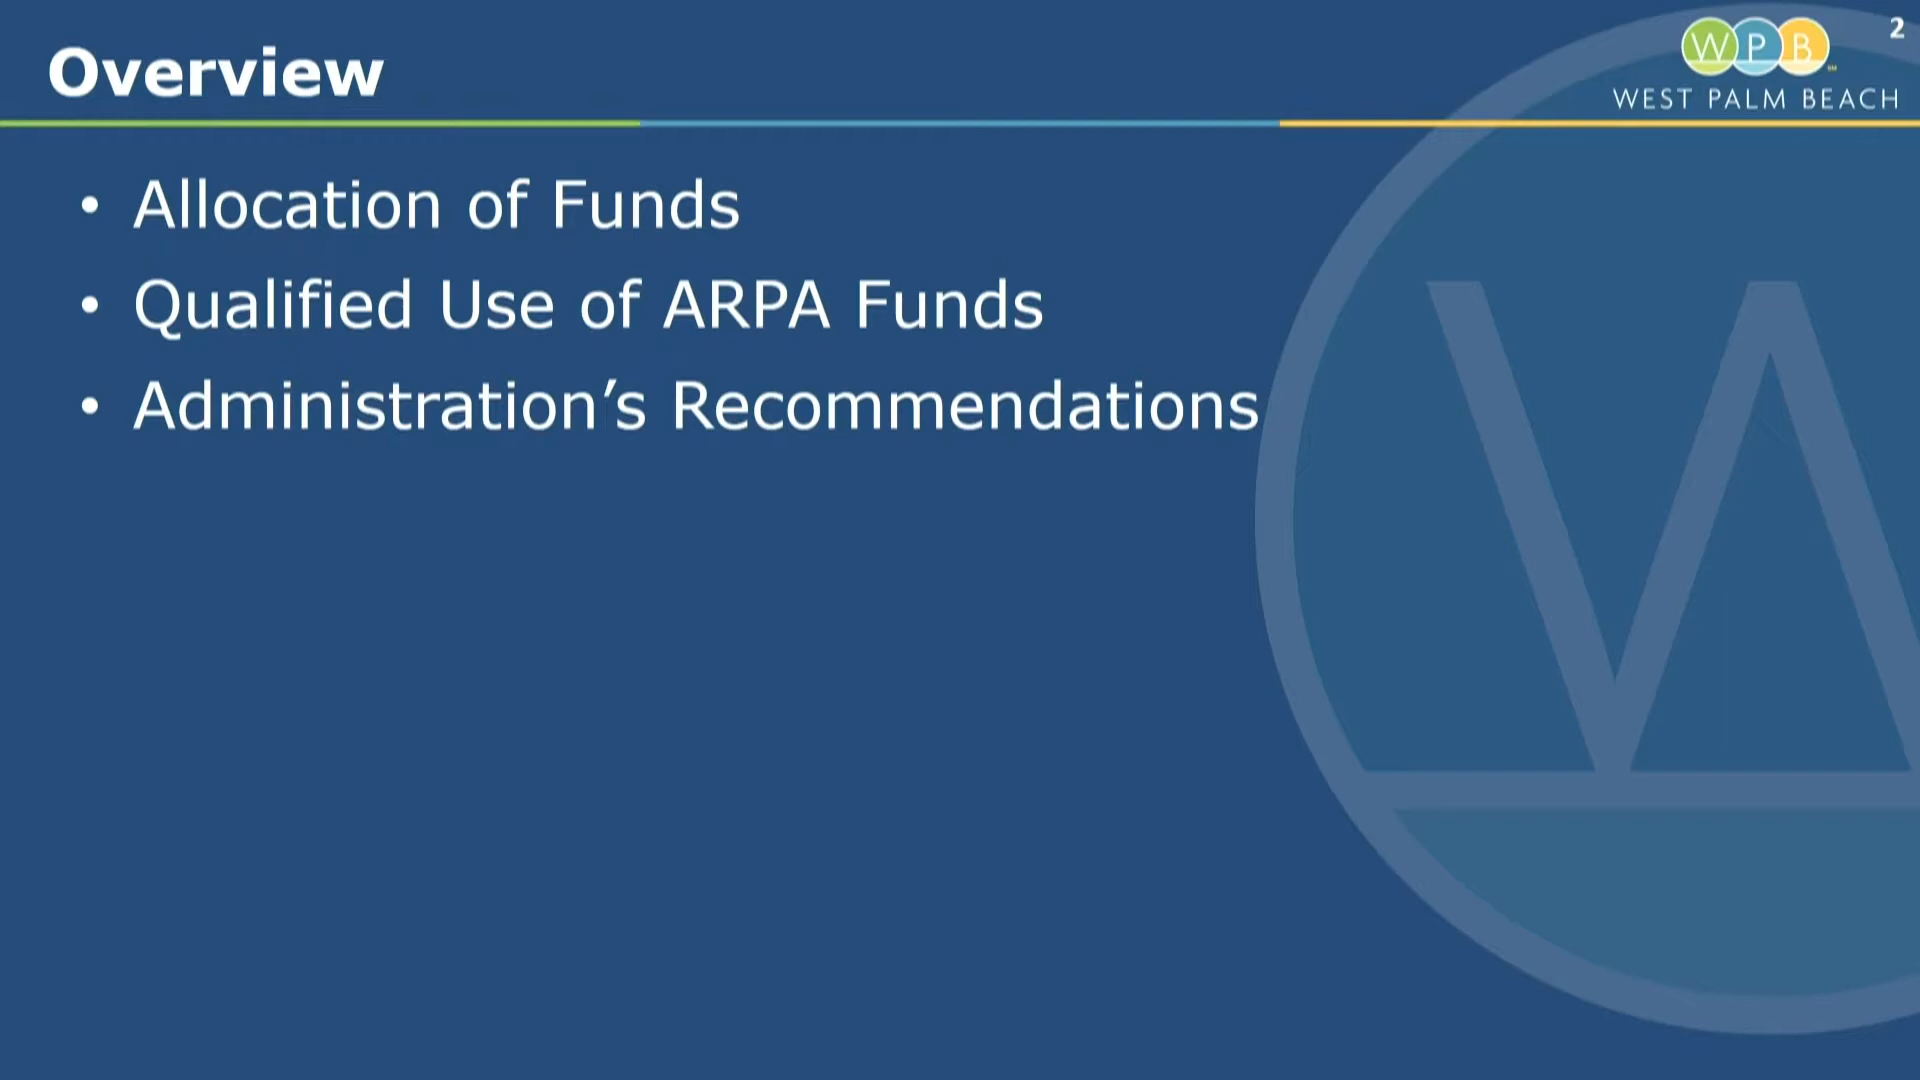 Overview
WPB
2
WEST PALM BEACH
• Allocation of Funds
• Qualified Use of ARPA Funds
• Administration’s Recommendations
W